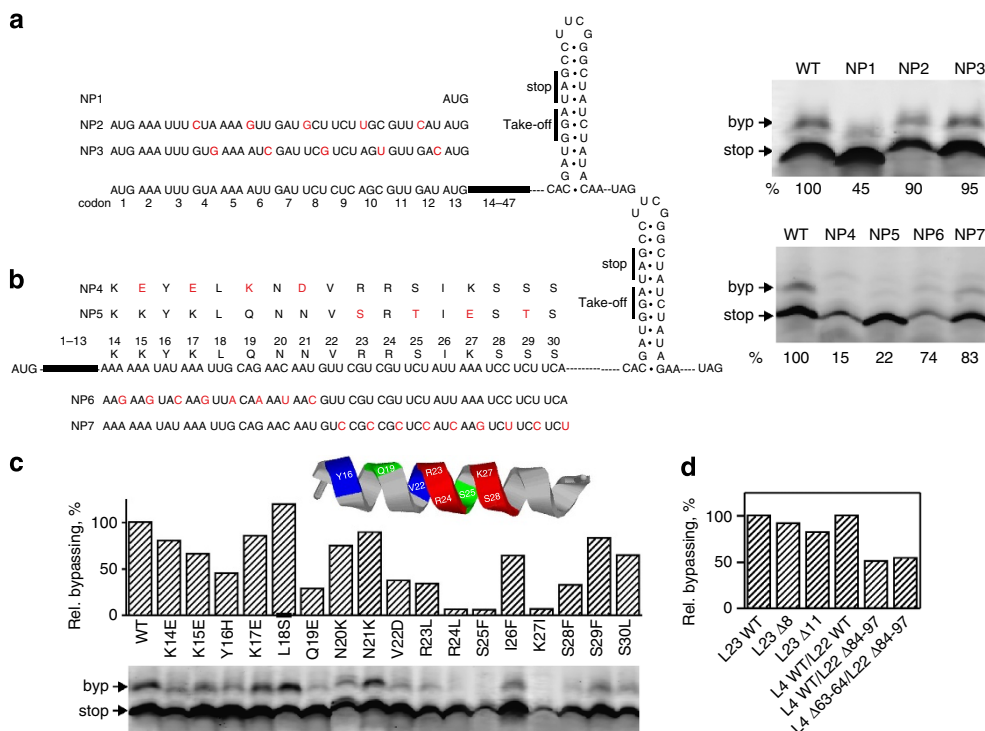 a
NP1 AUG
NP2 AUG AAA UUU CUA AAA GUU GAU GCU UCU UGC GUU CAU AUG
NP3 AUG AAA UUU GUG AAA AUC GAU UCG UCU AGU GUU GAC AUG
AUG AAA UUU GUA AAA AUU GAU UCU CUC AGC GUU GAU AUG ---- CAC • CAA--UAG
codon 1 2 3 4 5 6 7 8 9 10 11 12 13 14–47
stop
Take-off
U C
U G
C G
C • G
G • C
A • U
U • A
A • U
G • C
G • U
U • A
A • U
G • A
WT NP1 NP2 NP3
byp
stop
% 100 45 90 95
b
NP4 K E Y E L K N D V R R S I K S S S
NP5 K K Y K L Q N N V S R T I E S T S
1–13 14 15 16 17 18 19 20 21 22 23 24 25 26 27 28 29 30
K K Y K L Q N N V R R S I K S S S
AUG AAA AAA UAU AAA UUG CAG AAC AAU GUU CGU CGU UCU AUU AAA UCC UCU UCA ------------ CAC • GAA---- UAG
NP6 AAG AAG UAC AAG UUA CAA AAU AAC GUU CGU CGU UCU AUU AAA UCC UCU UCA
NP7 AAA AAA UAU AAA UUG CAG AAC AAU GUC CGC CGC UCC AUC AAG UCU UCC UCU
stop
Take-off
WT NP4 NP5 NP6 NP7
byp
stop
% 100 15 22 74 83
c
Y16 Q19 V22 R23 R24 S25 K27 S28
Rel. bypassing, %
100
50
0
WT K14E K15E Y16H K17E L18S Q19E N20K N21K V22D R23L R24L S25F I26F K27I S28F S29F S30L
byp
stop
d
Rel. bypassing, %
100
50
0
L23 WT
L23 Δ8
L23 Δ11
L4 WT/L22 WT
L4 WT/L22 Δ84-97
L4 Δ63-64/L22 Δ84-97